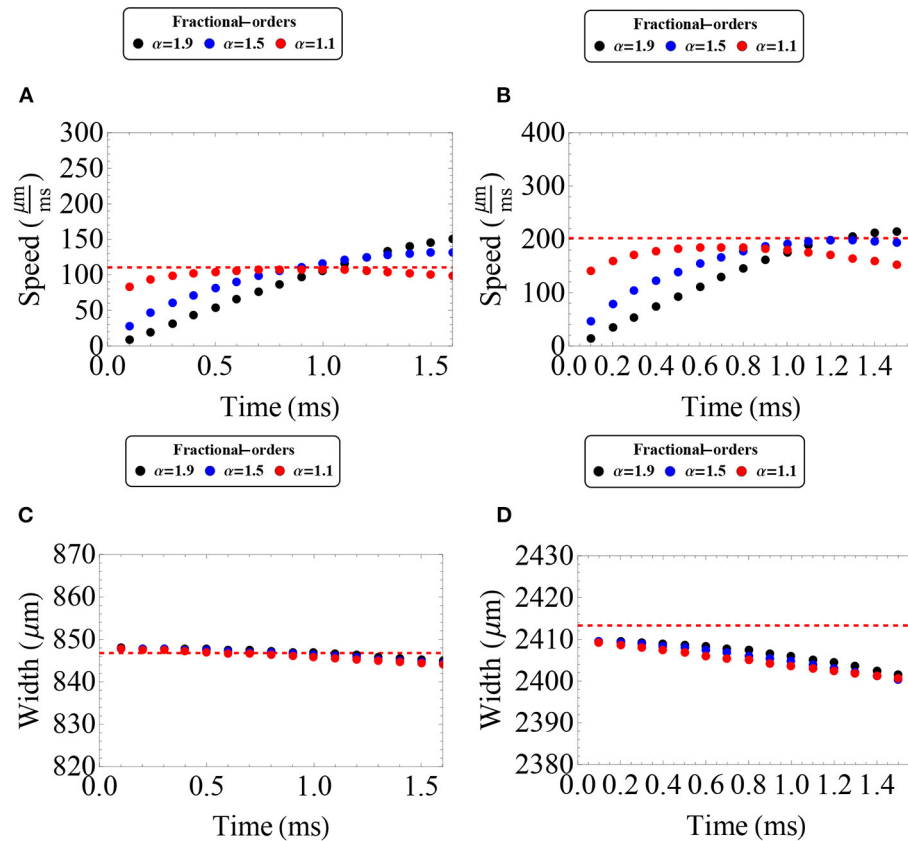 Fractional-orders
α=1.9 α=1.5 α=1.1
Fractional-orders
α=1.9 α=1.5 α=1.1
A
300
250
200
150
100
50
0
Speed (μm/ms)
0.0 0.5 1.0 1.5
Time (ms)
B
400
300
200
100
0
Speed (μm/ms)
0.0 0.2 0.4 0.6 0.8 1.0 1.2 1.4
Time (ms)
Fractional-orders
α=1.9 α=1.5 α=1.1
Fractional-orders
α=1.9 α=1.5 α=1.1
C
870
860
850
840
830
820
Width (μm)
0.0 0.5 1.0 1.5
Time (ms)
D
2430
2420
2410
2400
2390
2380
Width (μm)
0.0 0.2 0.4 0.6 0.8 1.0 1.2 1.4
Time (ms)